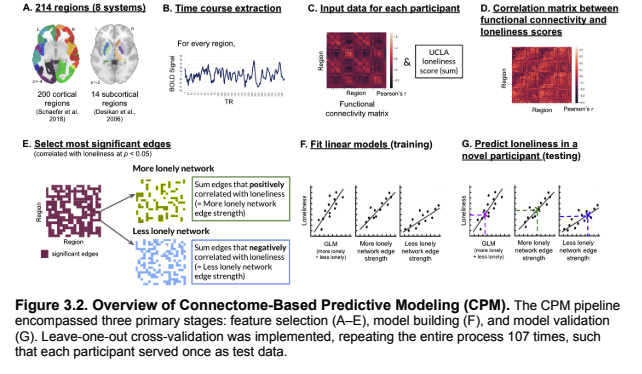 A. 214 regions (8 systems)
200 cortical
regions
(Schaefer et al.
2018)
14 subcortical
regions
(Desikan et al.,
2006)
B. Time course extraction
For every region,
BOLD Signal
TR
C. Input data for each participant
Region
Region
Pearson's r
Functional
connectivity matrix
&
UCLA
loneliness
score (sum)
D. Correlation matrix between
functional connectivity and
loneliness scores
Region
Region
Pearson's r
E. Select most significant edges
(correlated with loneliness at p < 0.05)
Region
Region
significant edges
More lonely network
Sum edges that positively
correlated with loneliness
(= More lonely network
edge strength)
Less lonely network
Sum edges that negatively
correlated with loneliness
(= Less lonely network
edge strength)
F. Fit linear models (training)
Loneliness
GLM
(more lonely
+ less lonely)
More lonely
network edge
strength
Less lonely
network edge
strength
G. Predict loneliness in a
novel participant (testing)
Loneliness
GLM
(more lonely
+ less lonely)
More lonely
network edge
strength
Less lonely
network edge
strength
Figure 3.2. Overview of Connectome-Based Predictive Modeling (CPM). The CPM pipeline
encompassed three primary stages: feature selection (A–E), model building (F), and model validation
(G). Leave-one-out cross-validation was implemented, repeating the entire process 107 times, such
that each participant served once as test data.